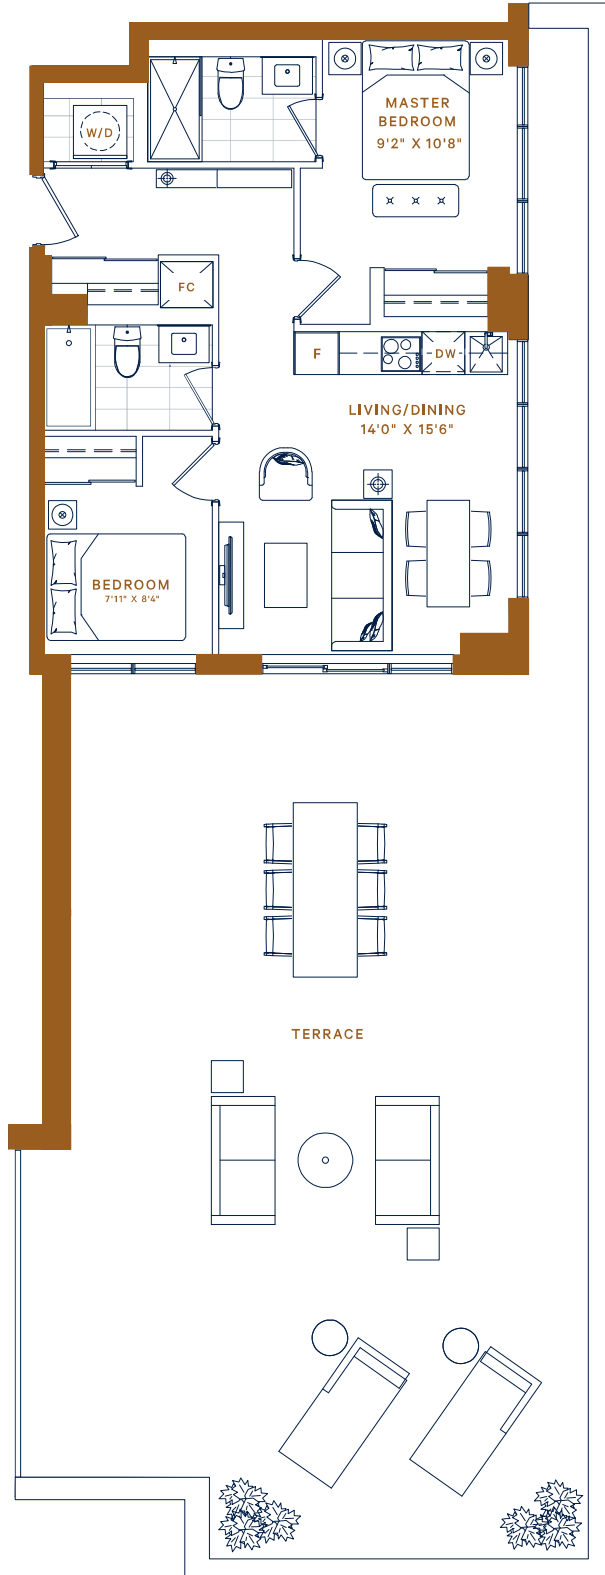 MASTER
BEDROOM
9'2" X 10'8"
W/D
FC
F
DW
LIVING/DINING
14'0" X 15'6"
BEDROOM
7'11" X 8'4"
TERRACE